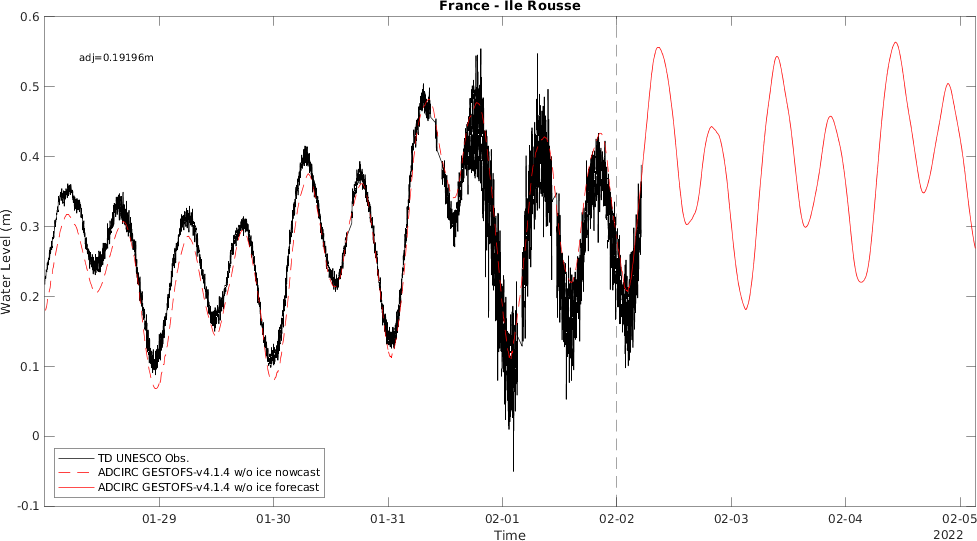 France - Ile Rousse
adj=0.19196m
0.6
0.5
0.4
0.3
0.2
0.1
0
-0.1
Water Level (m)
TD UNESCO Obs.
ADCIRC GESTOFS-v4.1.4 w/o ice nowcast
ADCIRC GESTOFS-v4.1.4 w/o ice forecast
01-29 01-30 01-31 02-01 02-02 02-03 02-04 02-05
Time
2022